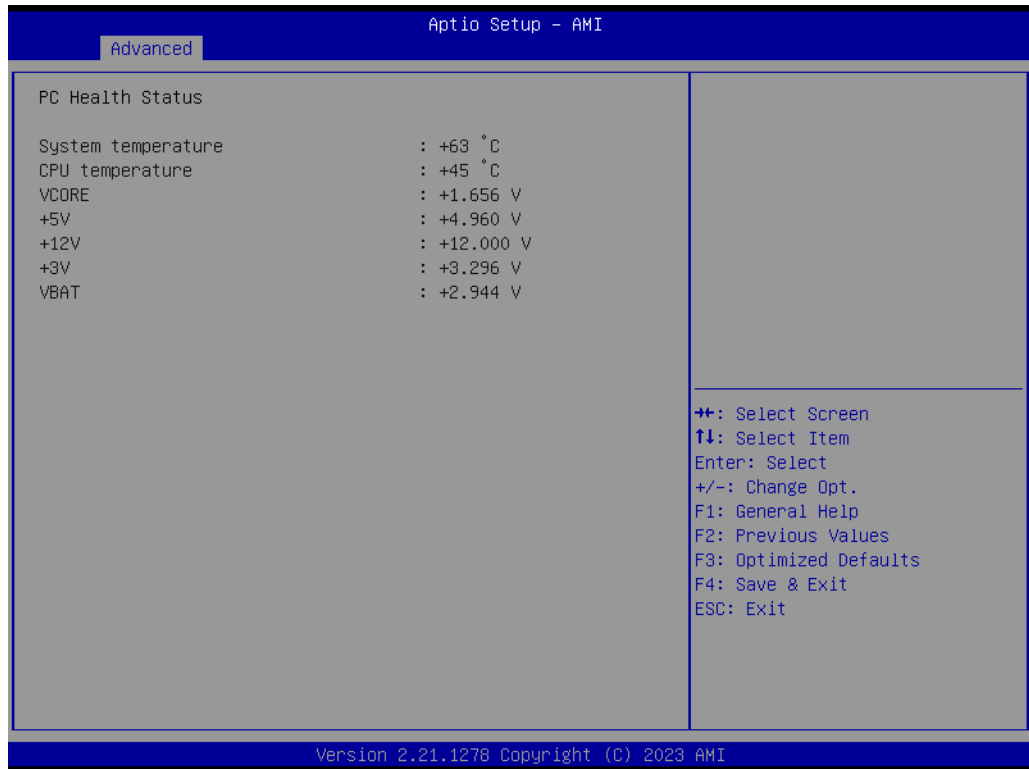 Aptio Setup – AMI
Advanced
PC Health Status
System temperature : +63 °C
CPU temperature : +45 °C
VCORE : +1.656 V
+5V : +4.960 V
+12V : +12.000 V
+3V : +3.296 V
VBAT : +2.944 V
→←: Select Screen
↑↓: Select Item
Enter: Select
+/-: Change Opt.
F1: General Help
F2: Previous Values
F3: Optimized Defaults
F4: Save & Exit
ESC: Exit
Version 2.21.1278 Copyright (C) 2023 AMI